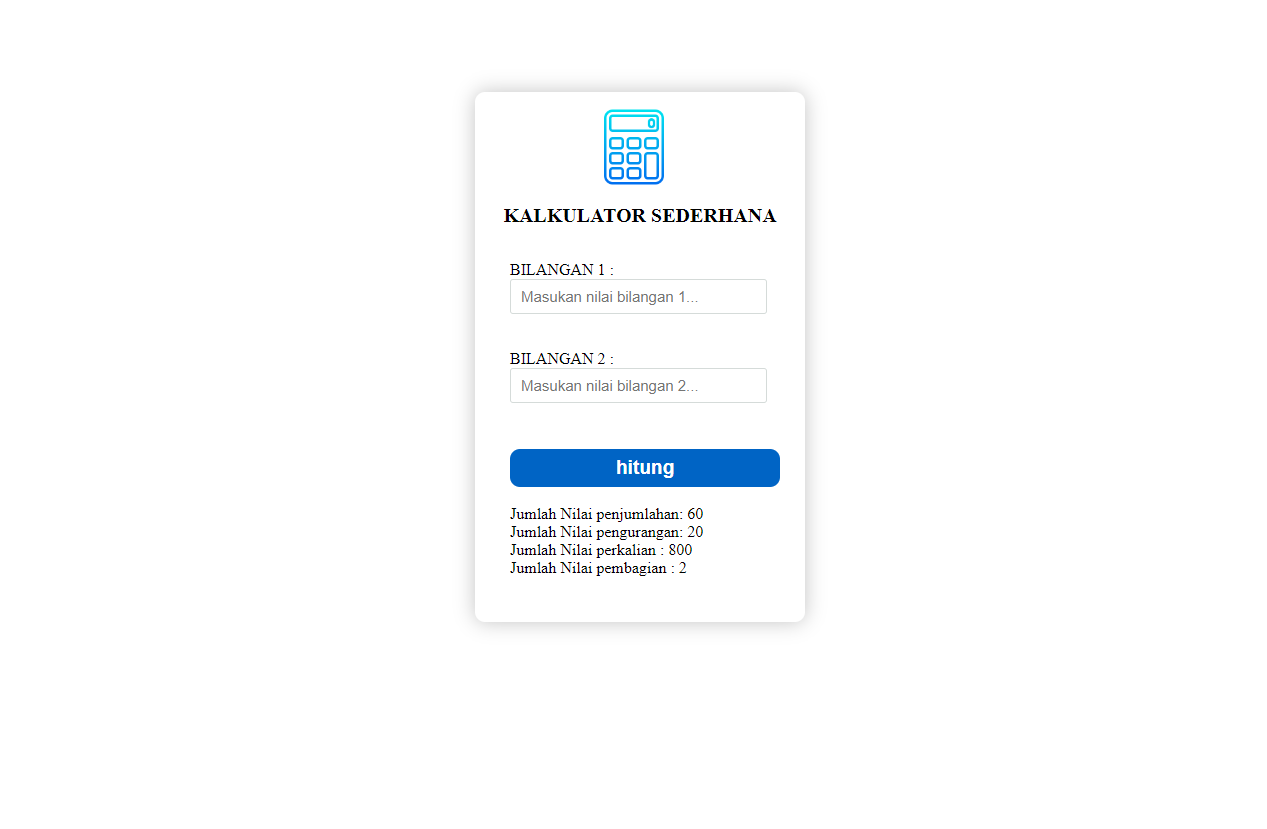 KALKULATOR SEDERHANA
BILANGAN 1 :
Masukan nilai bilangan 1...
BILANGAN 2 :
Masukan nilai bilangan 2...
hitung
Jumlah Nilai penjumlahan: 60
Jumlah Nilai pengurangan: 20
Jumlah Nilai perkalian : 800
Jumlah Nilai pembagian : 2